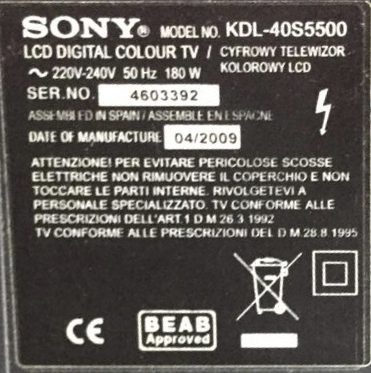 SONY® MODEL NO. KDL-40S5500
LCD DIGITAL COLOUR TV / CYFROWY TELEWIZOR KOLOROWY LCD
~ 220V-240V 50 Hz 180 W
SER.NO. 4603392
ASSEMBLED IN SPAIN / ASSEMBLE EN ESPAGNE
DATE OF MANUFACTURE 04/2009
ATTENZIONE! PER EVITARE PERICOLOSE SCOSSE
ELETTRICHE NON RIMUOVERE IL COPERCHIO E NON
TOCCARE LE PARTI INTERNE. RIVOLGETEVI A
PERSONALE SPECIALIZZATO. TV CONFORME ALLE
PRESCRIZIONI DELL'ART.1 D M 26 3.1992
TV CONFORME ALLE PRESCRIZIONI DEL D M 28.8 1995
CE
BEAB
Approved